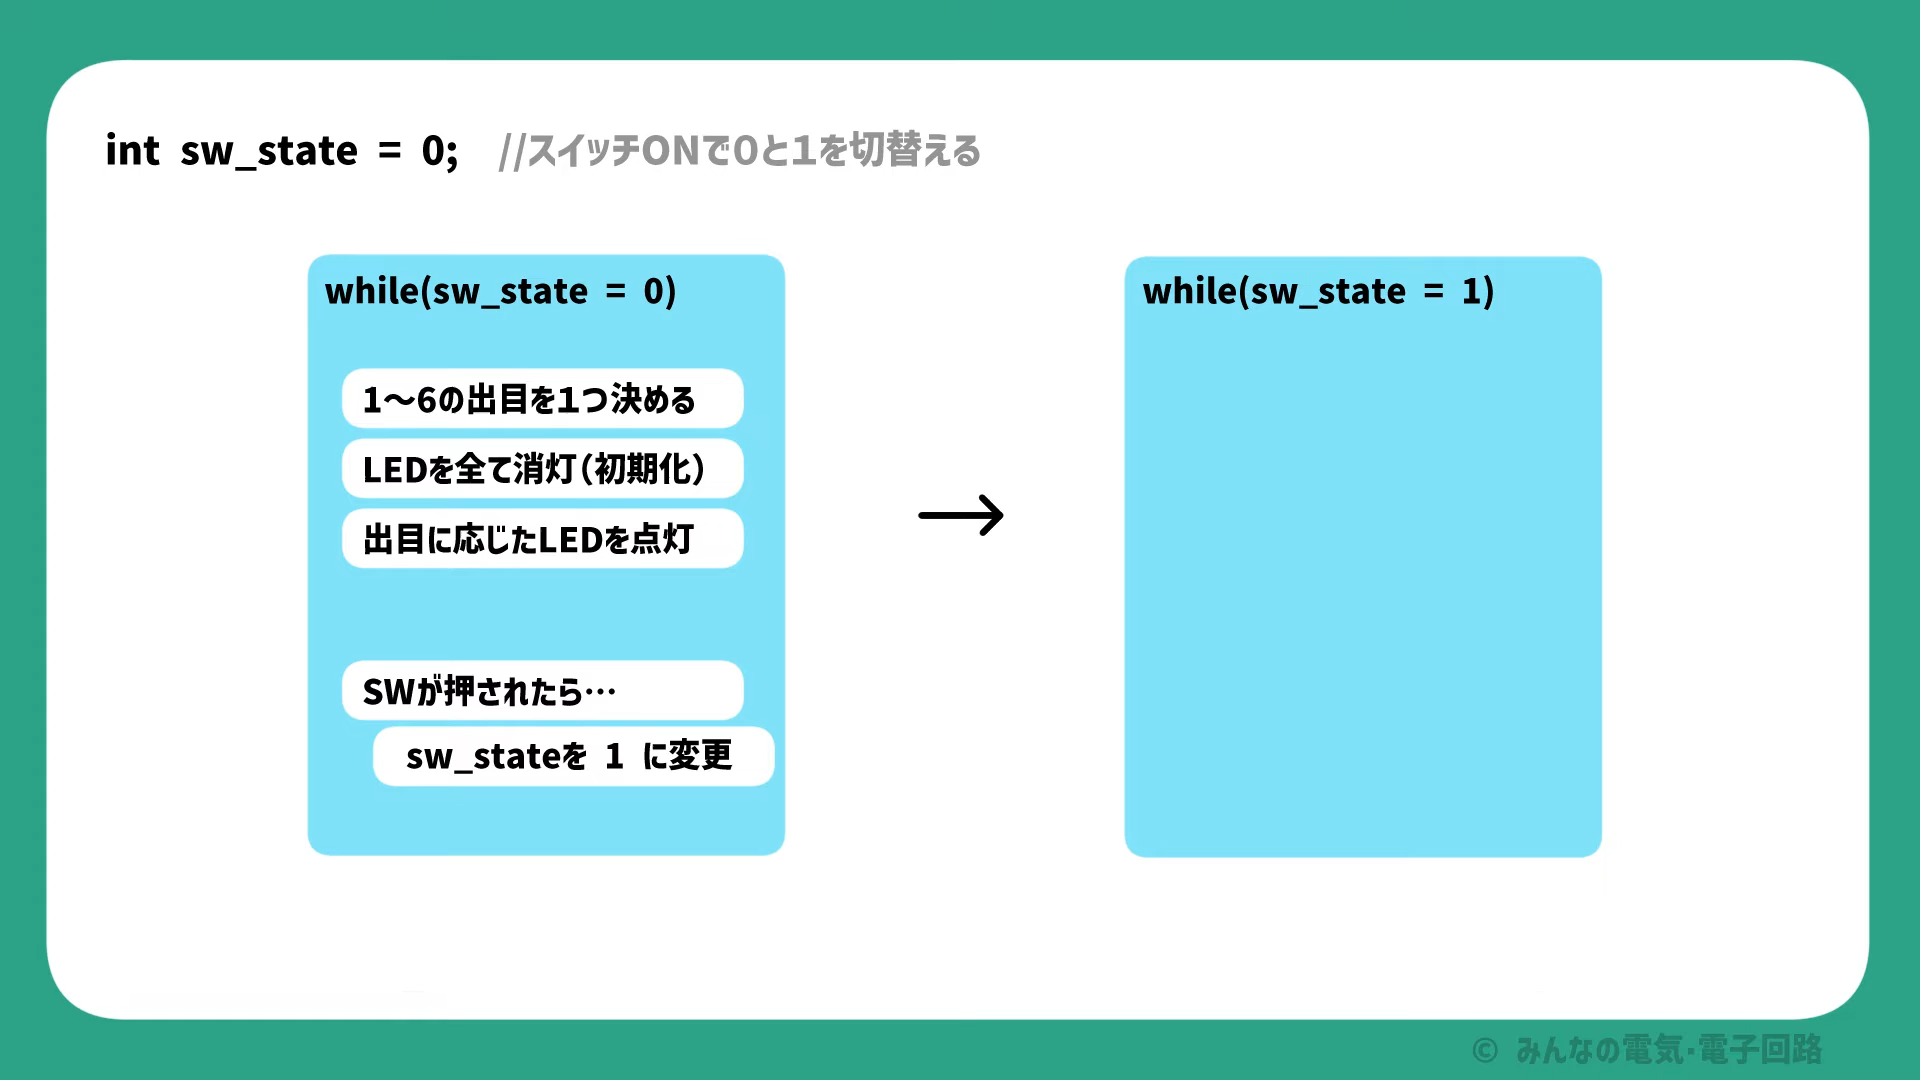 int sw_state = 0; //スイッチONで0と1を切替える
while(sw_state = 0)
1〜6の出目を1つ決める
LEDを全て消灯(初期化)
出目に応じたLEDを点灯
SWが押されたら…
sw_stateを 1 に変更
→
while(sw_state = 1)
© みんなの電気・電子回路